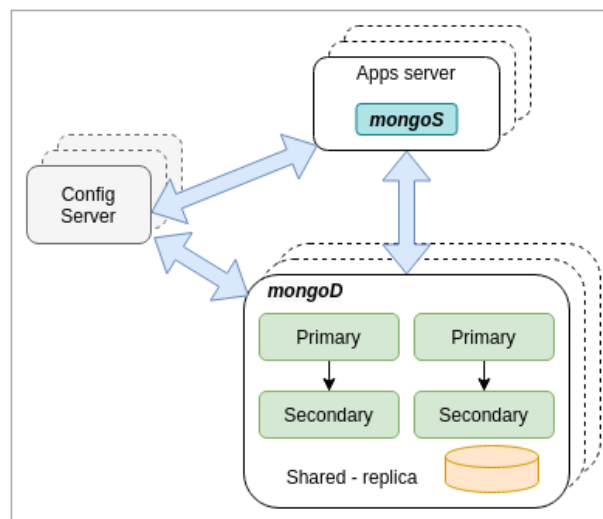 Apps server
mongoS
Config
Server
mongoD
Primary
Primary
Secondary
Secondary
Shared - replica